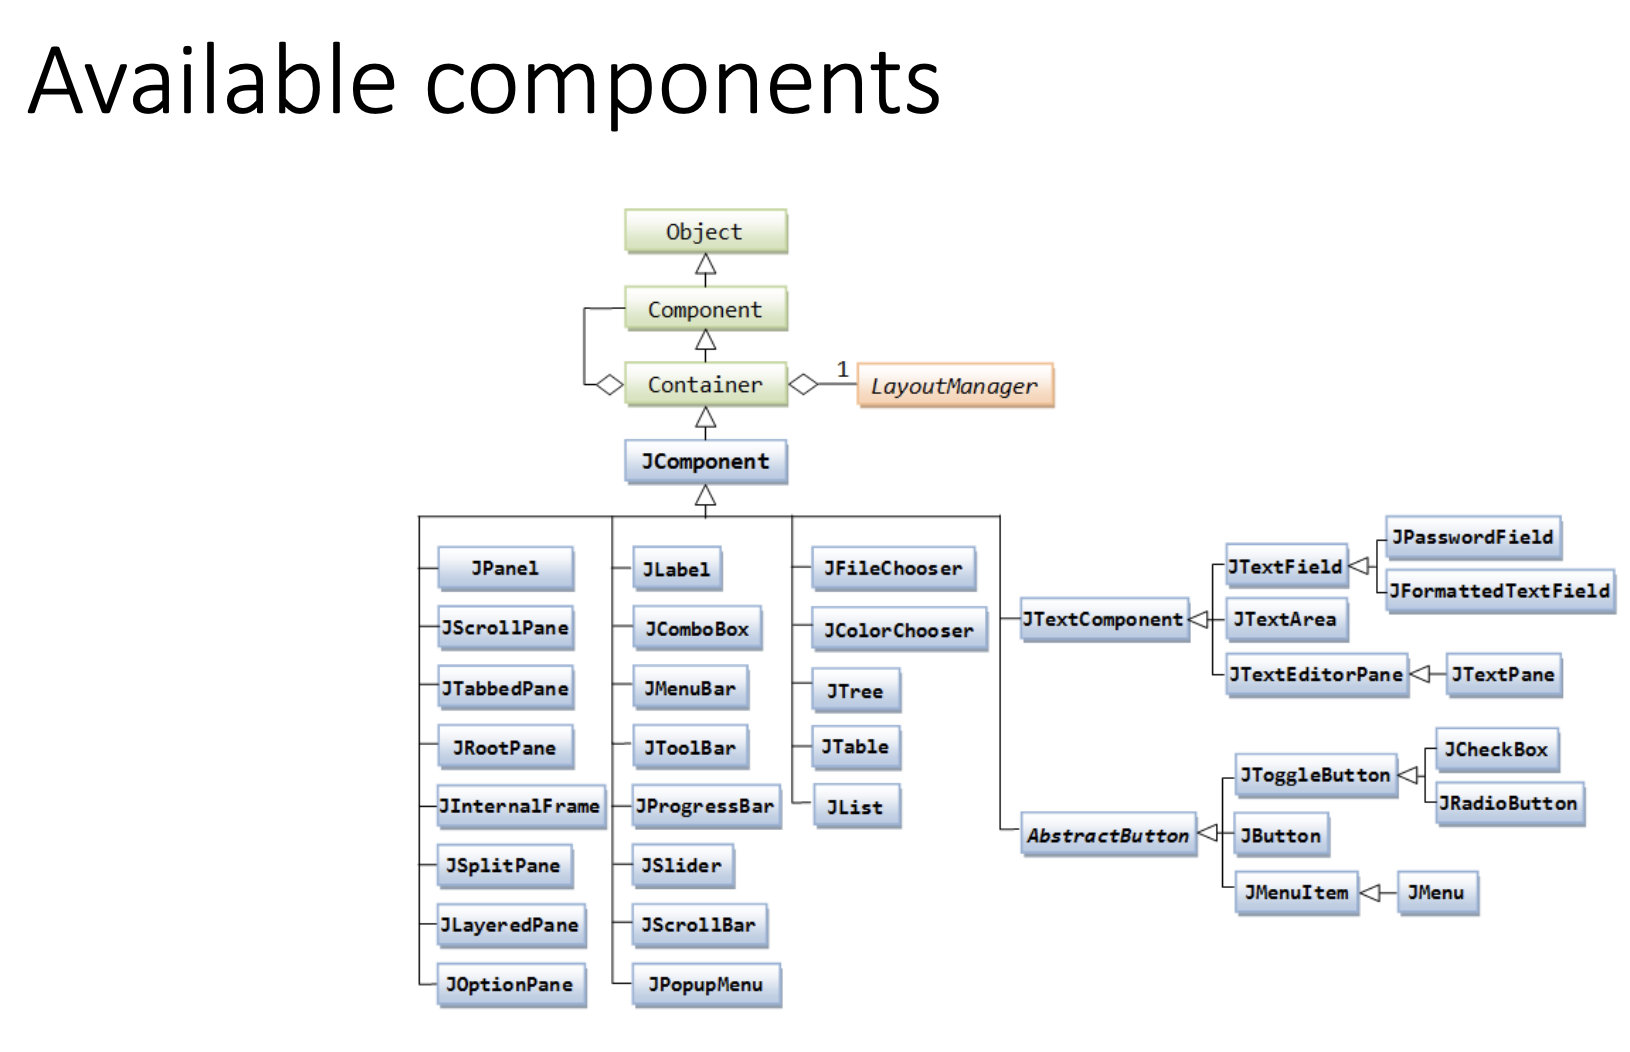 Available components
Object
Component
Container
1
LayoutManager
JComponent
JPanel
JScrollPane
JTabbedPane
JRootPane
JInternalFrame
JSplitPane
JLayeredPane
JOptionPane
JLabel
JComboBox
JMenuBar
JToolBar
JProgressBar
JSlider
JScrollBar
JPopupMenu
JFileChooser
JColorChooser
JTree
JTable
JList
JTextComponent
JTextField
JPasswordField
JFormattedTextField
JTextArea
JTextEditorPane
JTextPane
AbstractButton
JToggleButton
JCheckBox
JRadioButton
JButton
JMenuItem
JMenu